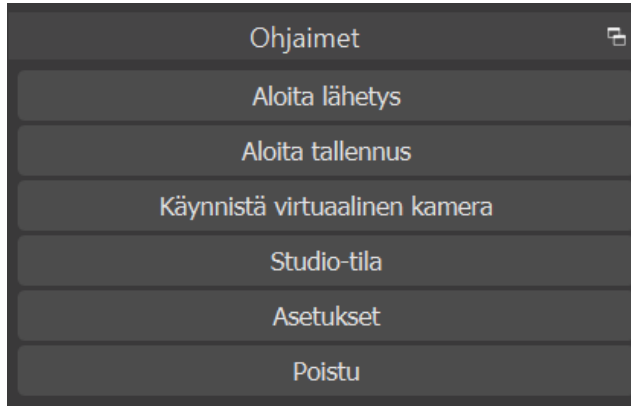 Ohjaimet
Aloita lähetys
Aloita tallennus
Käynnistä virtuaalinen kamera
Studio-tila
Asetukset
Poistu